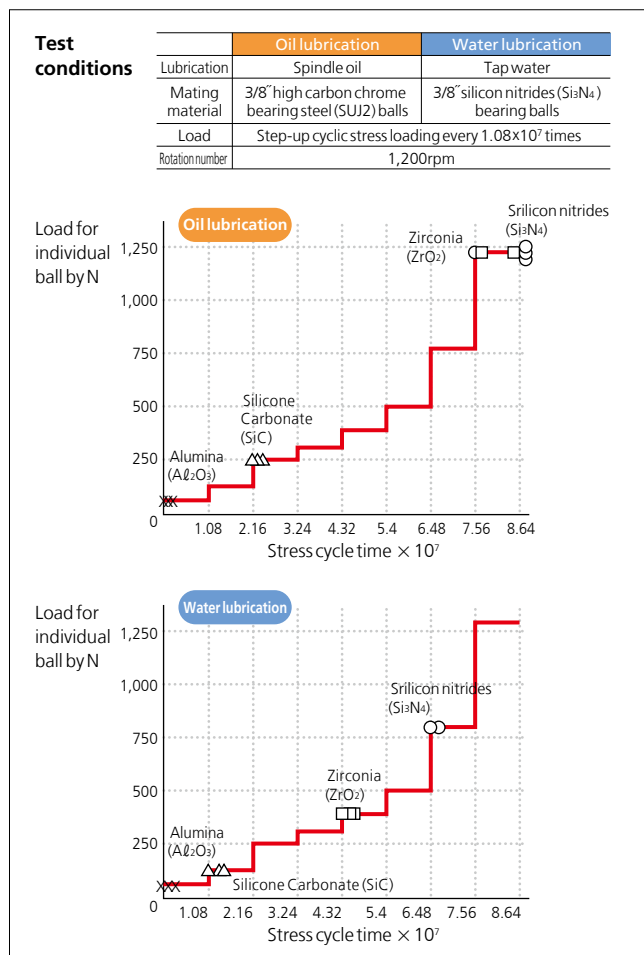 Test
conditions
Oil lubrication Water lubrication
Lubrication Spindle oil Tap water
Mating
material
3/8˝high carbon chrome
bearing steel (SUJ2) balls
3/8˝silicon nitrides (Si3N4)
bearing balls
Load Step-up cyclic stress loading every 1.08×10⁷ times
Rotation number 1,200rpm
Load for
individual
ball by N
Oil lubrication
Zirconia
(ZrO2)
Srilicon nitrides
(Si3N4)
Silicone
Carbonate
(SiC)
Alumina
(Aℓ2O3)
1,250
1,000
750
500
250
0
1.08 2.16 3.24 4.32 5.4 6.48 7.56 8.64
Stress cycle time × 10⁷
Load for
individual
ball by N
Water lubrication
Srilicon nitrides
(Si3N4)
Zirconia
(ZrO2)
Alumina
(Aℓ2O3)
Silicone Carbonate (SiC)
1,250
1,000
750
500
250
0
1.08 2.16 3.24 4.32 5.4 6.48 7.56 8.64
Stress cycle time × 10⁷